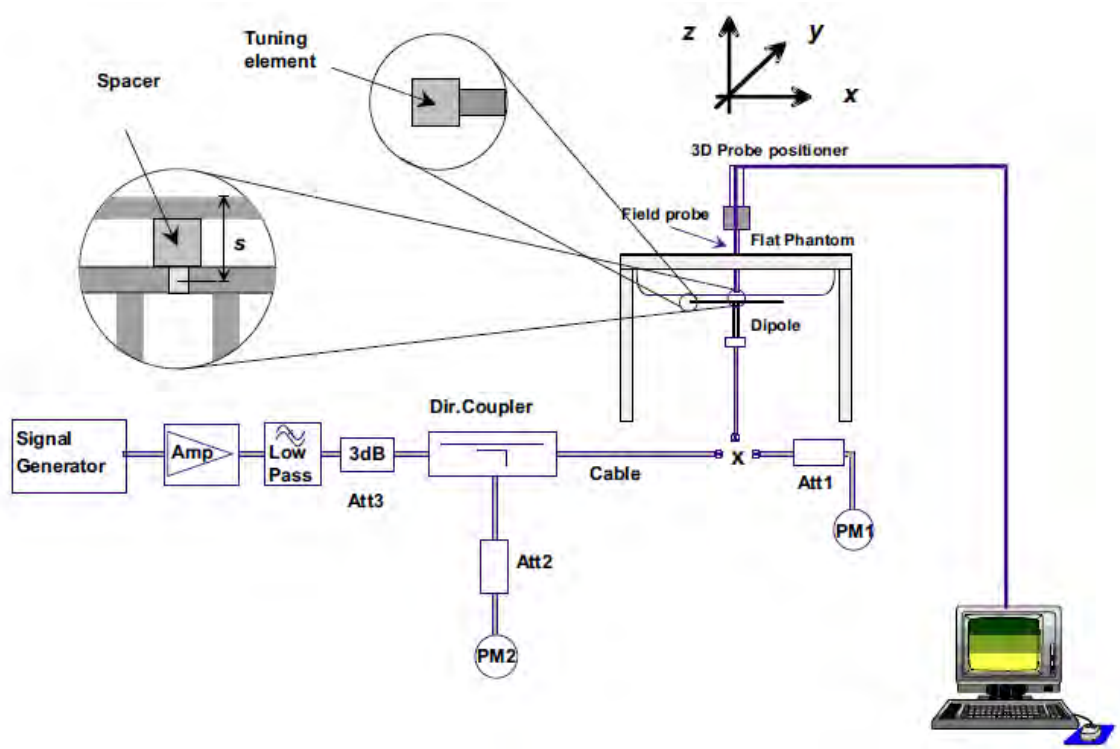 Tuning
element
Spacer
z
y
x
3D Probe positioner
s
Field probe
Flat Phantom
Dipole
Dir.Coupler
Signal
Generator
Amp
Low
Pass
3dB
Att3
Cable
x
Att1
PM1
Att2
PM2